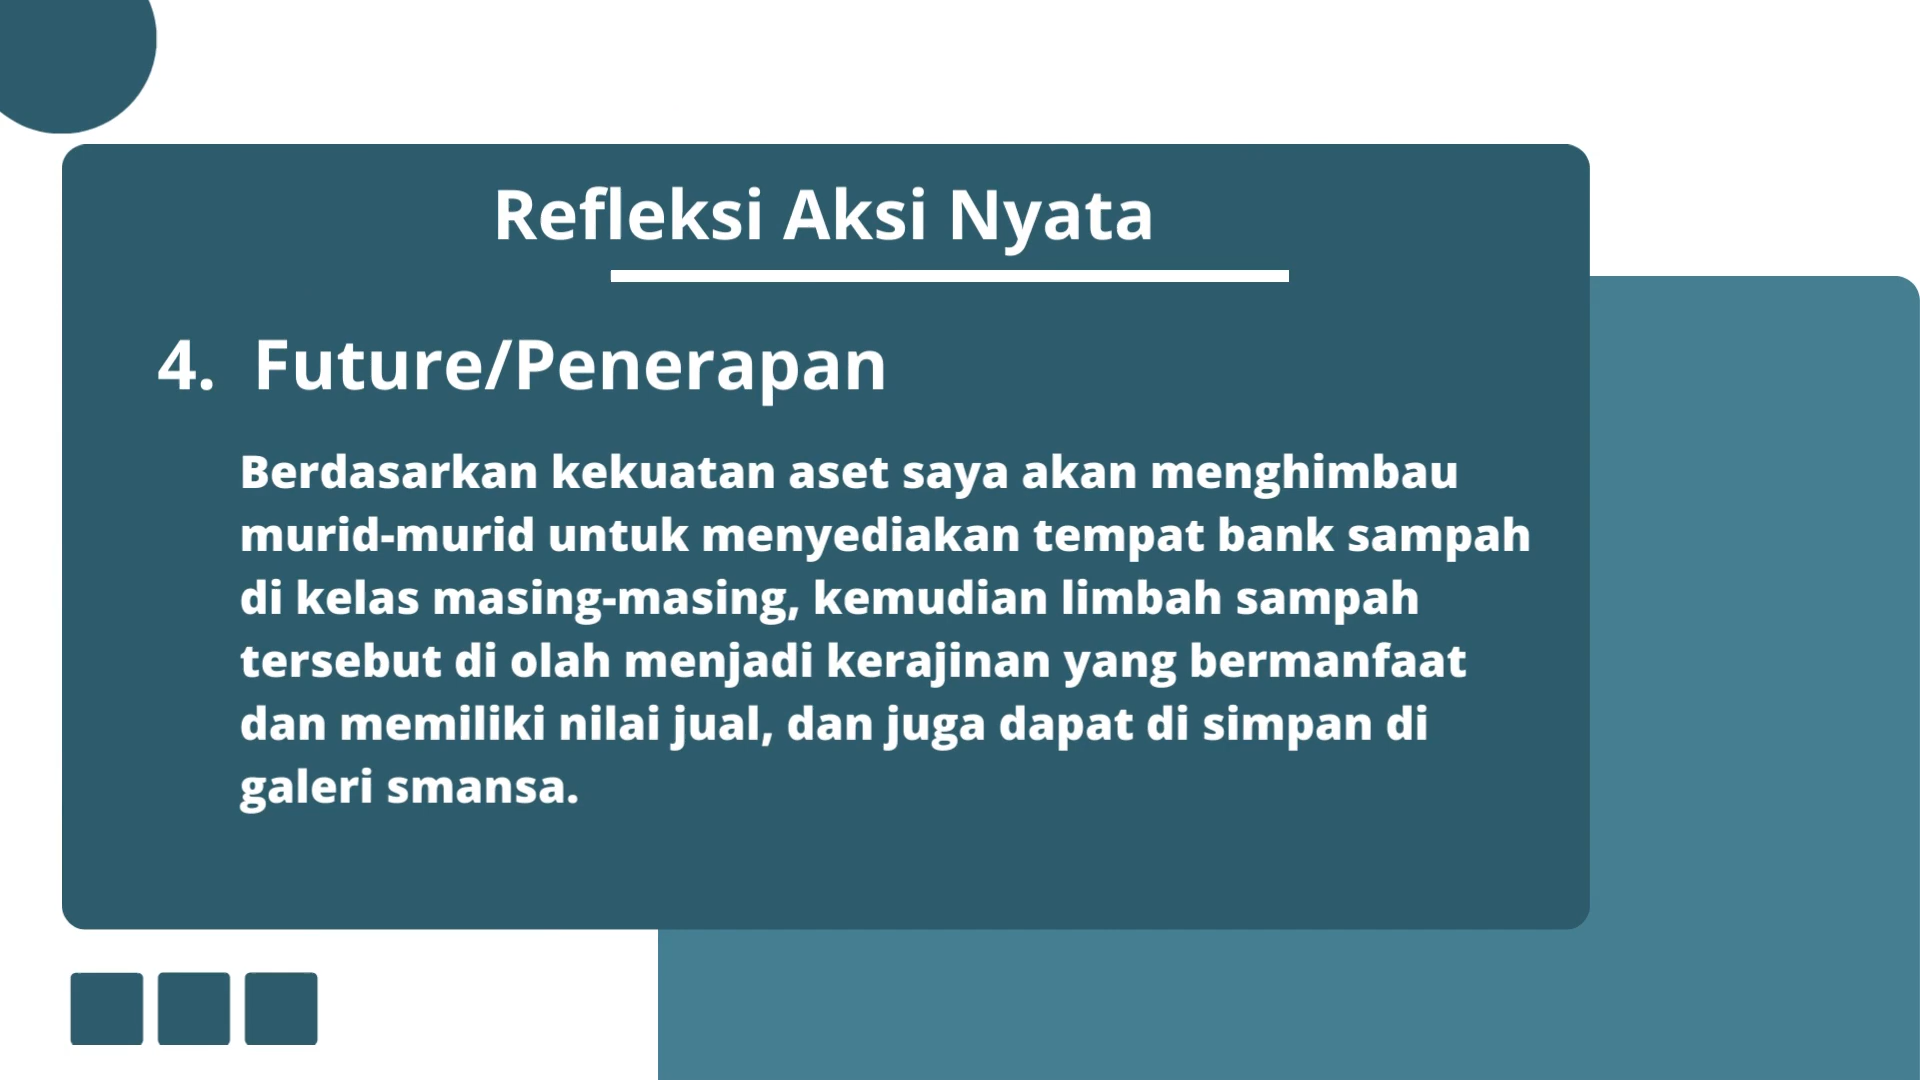 Refleksi Aksi Nyata
4. Future/Penerapan
Berdasarkan kekuatan aset saya akan menghimbau
murid-murid untuk menyediakan tempat bank sampah
di kelas masing-masing, kemudian limbah sampah
tersebut di olah menjadi kerajinan yang bermanfaat
dan memiliki nilai jual, dan juga dapat di simpan di
galeri smansa.